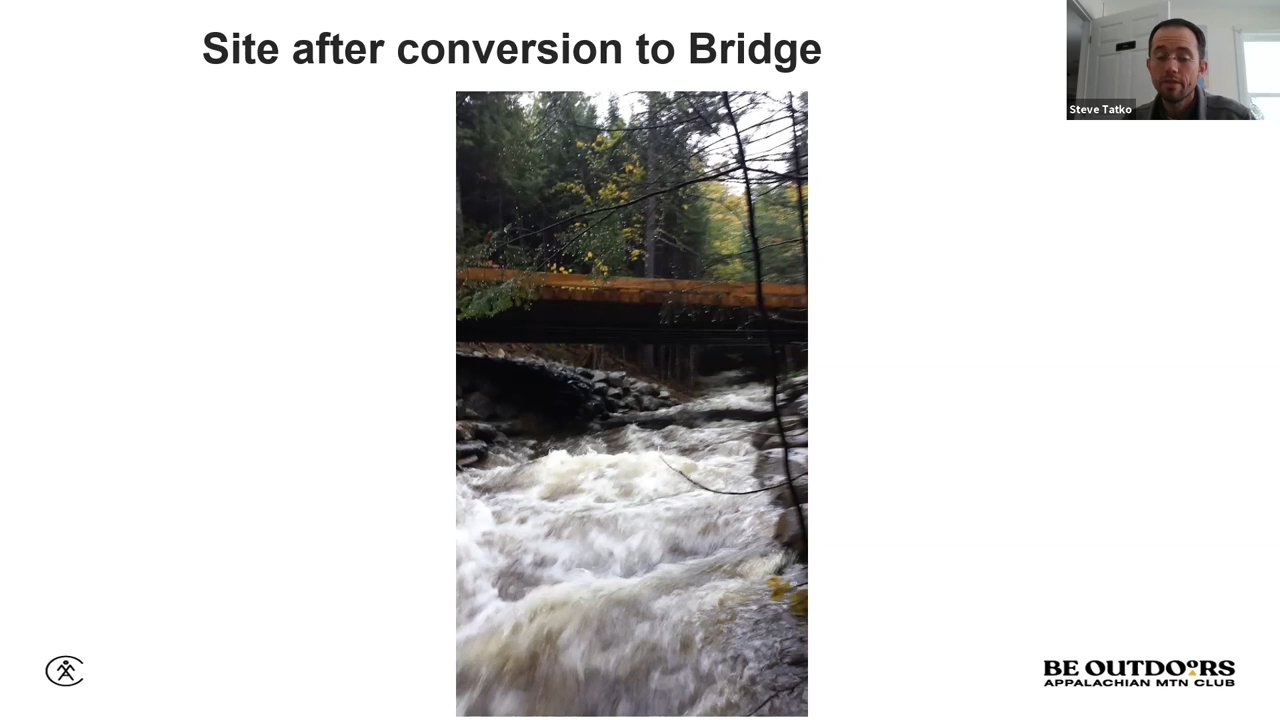 Site after conversion to Bridge
Steve Tatko
BE OUTDOORS
APPALACHIAN MTN CLUB